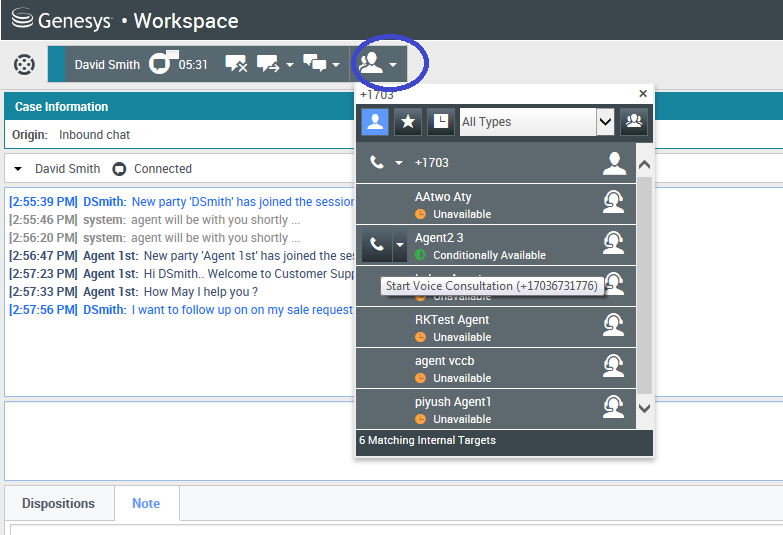 Genesys • Workspace
David Smith 05:31
+1703
Case Information
All Types
Origin: Inbound chat
+1703
David Smith Connected
[2:55:39 PM] DSmith: New party 'DSmith' has joined the session
[2:55:46 PM] system: agent will be with you shortly ...
[2:56:20 PM] system: agent will be with you shortly ...
[2:56:47 PM] Agent 1st: New party 'Agent 1st' has joined the ses
[2:57:23 PM] Agent 1st: Hi DSmith.. Welcome to Customer Supp
[2:57:33 PM] Agent 1st: How May I help you ?
[2:57:56 PM] DSmith: I want to follow up on on my sale request
AAtwo Aty
Unavailable
Agent2 3
Conditionally Available
Start Voice Consultation (+17036731776)
Unavailable
RKTest Agent
Unavailable
agent vccb
Unavailable
piyush Agent1
Unavailable
6 Matching Internal Targets
Dispositions
Note